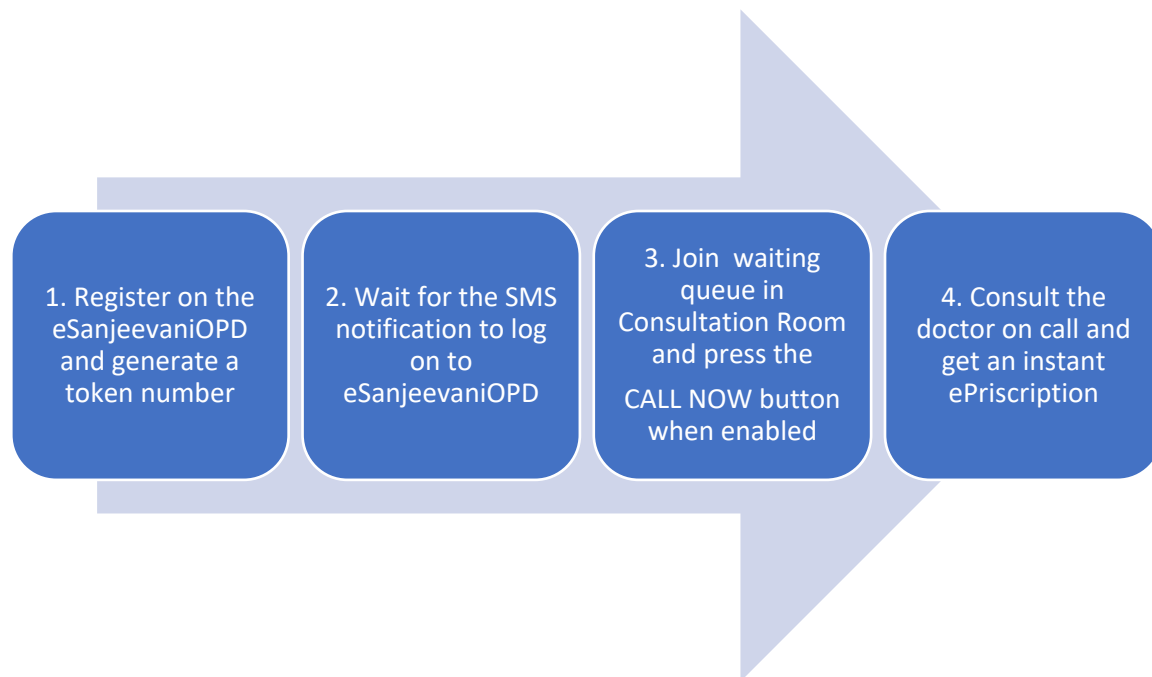 1. Register on the
eSanjeevaniOPD
and generate a
token number
2. Wait for the SMS
notification to log
on to
eSanjeevaniOPD
3. Join  waiting
queue in
Consultation Room
and press the
CALL NOW button
when enabled
4. Consult the
doctor on call and
get an instant
ePriscription